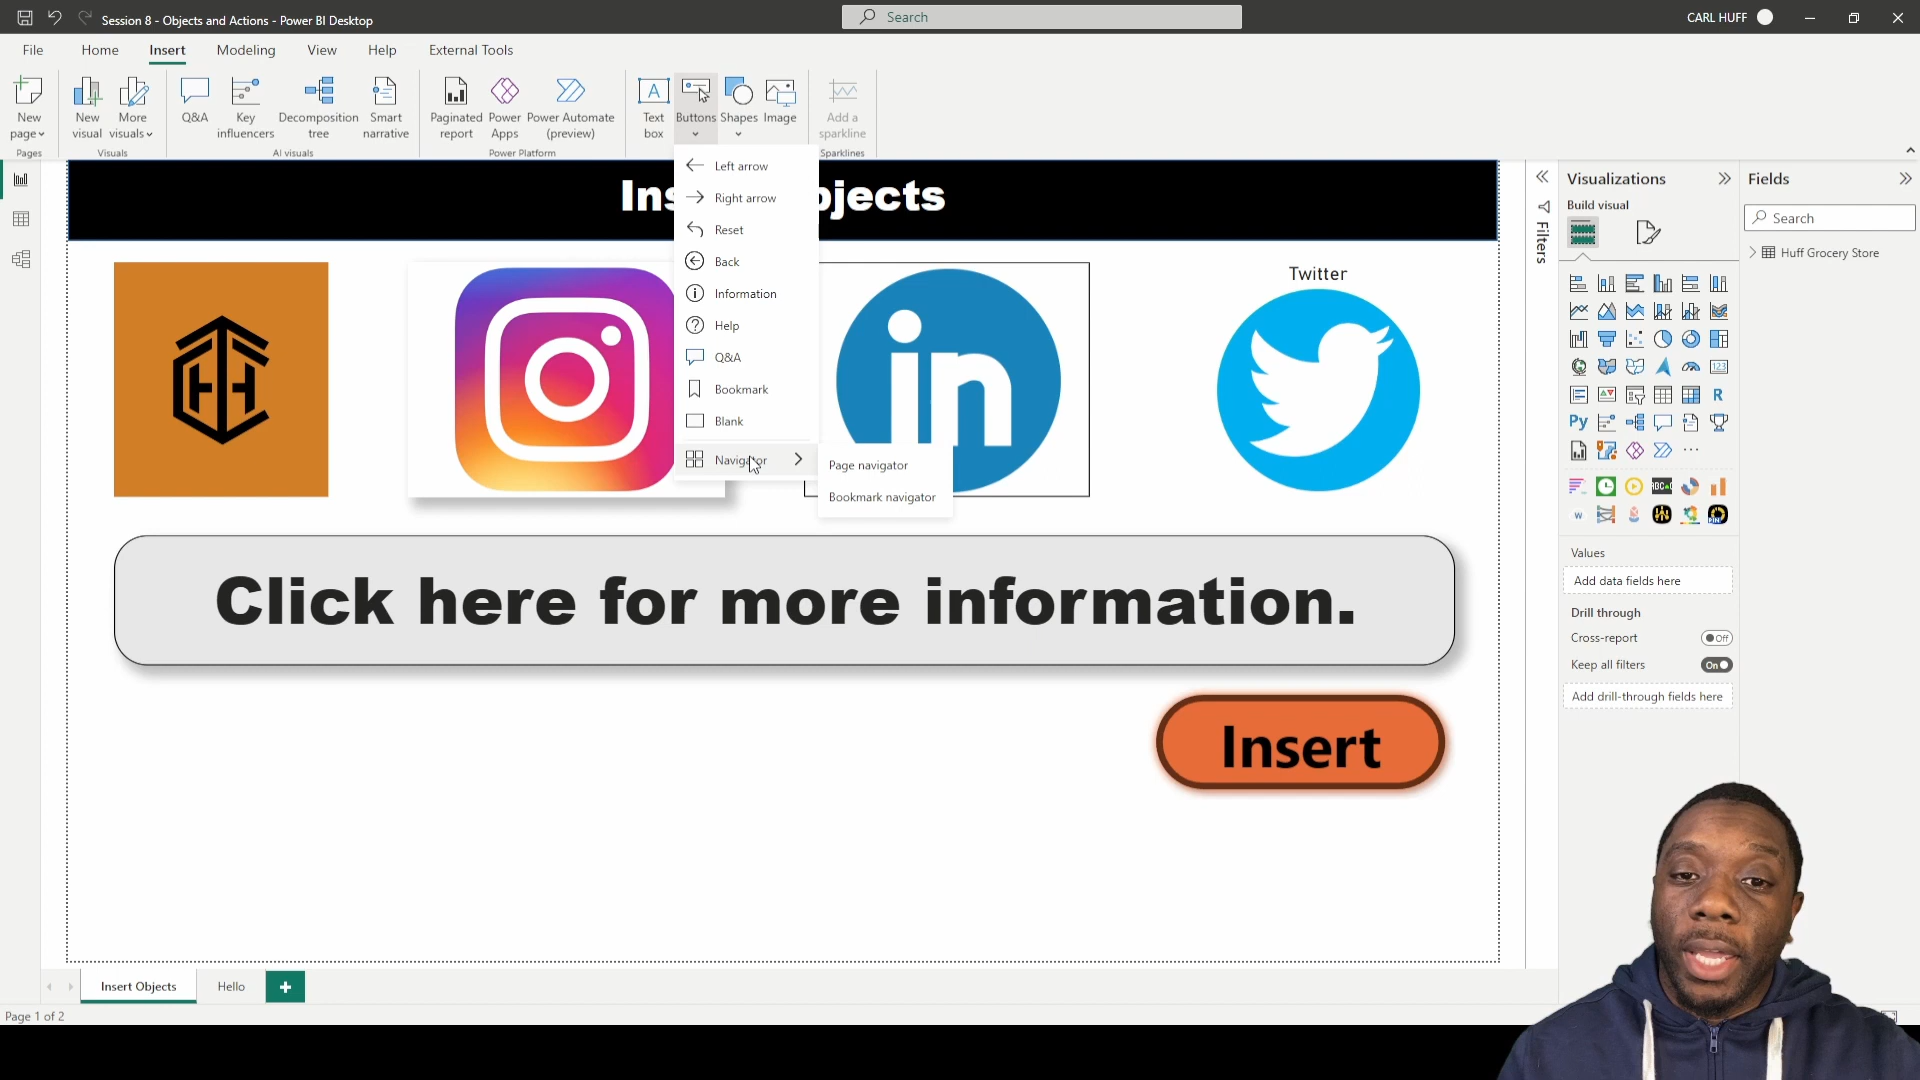 Session 8 - Objects and Actions - Power BI Desktop
Search
CARL HUFF
File
Home
Insert
Modeling
View
Help
External Tools
New page
New visual
More visuals
Q&A
Key influencers
Decomposition tree
Smart narrative
Paginated report
Power Apps
Power Automate (preview)
Text box
Buttons
Shapes
Image
Add a sparkline
Pages
Visuals
AI visuals
Power Platform
Sparklines
Left arrow
Right arrow
Reset
Back
Information
Help
Q&A
Bookmark
Blank
Navigator
Page navigator
Bookmark navigator
in
Twitter
Click here for more information.
Insert
Filters
Visualizations
Build visual
123
R
Py
Values
Add data fields here
Drill through
Cross-report
Off
Keep all filters
On
Add drill-through fields here
Fields
Search
Huff Grocery Store
Insert Objects
Hello
Page 1 of 2